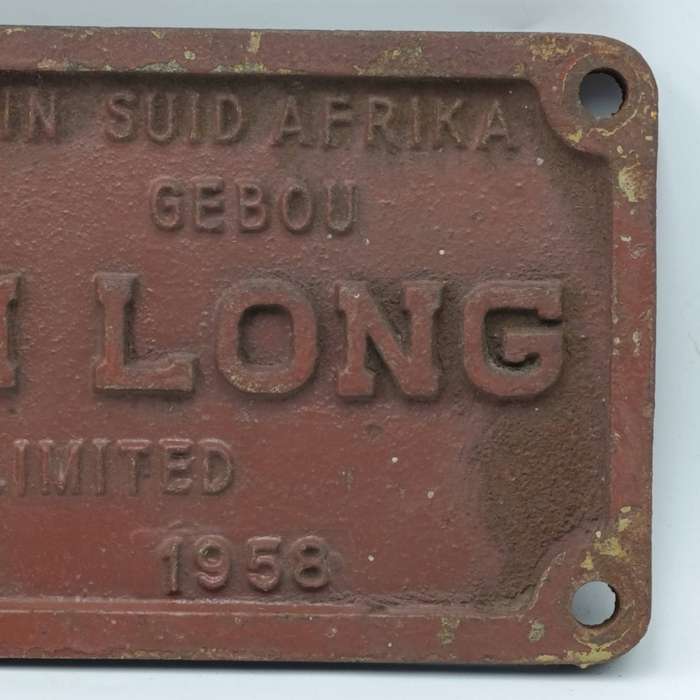 IN SUID AFRIKA
GEBOU
LONG
LIMITED
1958